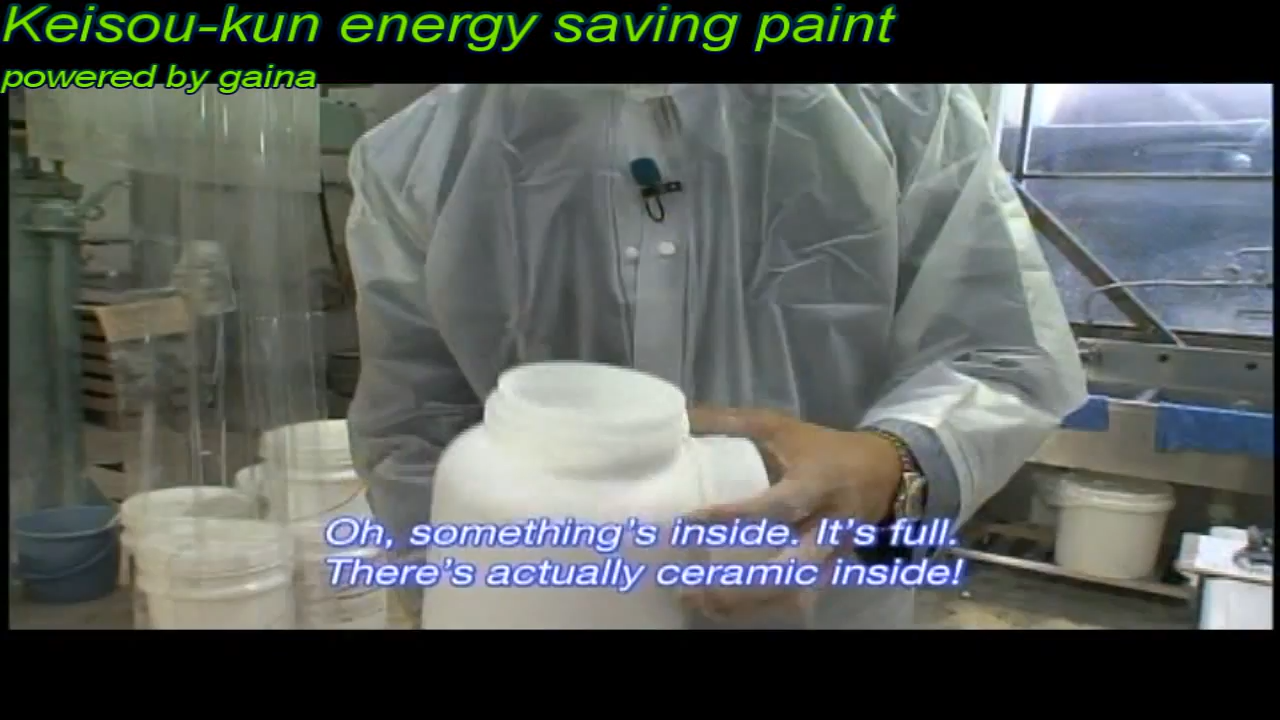 Keisou-kun energy saving paint
powered by gaina
Oh, something's inside. It's full.
There's actually ceramic inside!